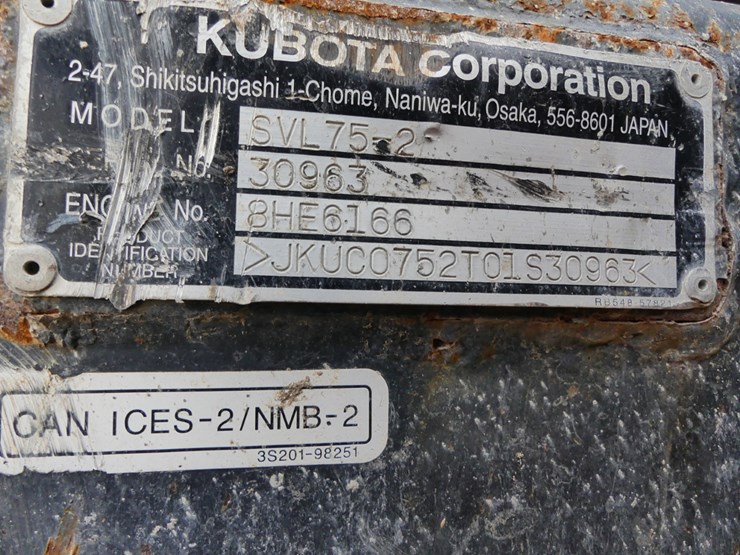 KUBOTA Corporation
2-47, Shikitsuhigashi 1-Chome, Naniwa-ku, Osaka, 556-8601 JAPAN
MODEL SVL75-2
No. 30963
ENGINE No. 8HE6166
PRODUCT
IDENTIFICATION
NUMBER
>JKUC0752T01S30963<
CAN ICES-2/NMB-2
3S201-98251